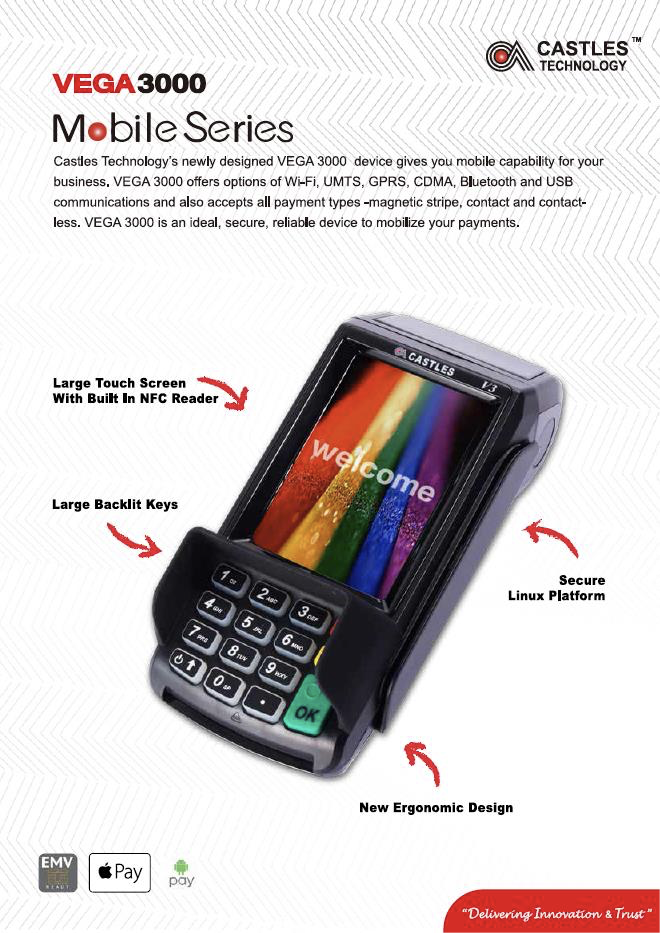 CASTLES™
TECHNOLOGY
VEGA3000
Mobile Series
Castles Technology's newly designed VEGA 3000 device gives you mobile capability for your
business. VEGA 3000 offers options of Wi-Fi, UMTS, GPRS, CDMA, Bluetooth and USB
communications and also accepts all payment types -magnetic stripe, contact and contact-
less. VEGA 3000 is an ideal, secure, reliable device to mobilize your payments.
CASTLES
V3
Large Touch Screen
With Built In NFC Reader
welcome
Large Backlit Keys
Secure
Linux Platform
1 QZ
2 ABC
3 DEF
4 GHI
5 JKL
6 MNO
7 PRS
8 TUV
9 WXY
0 SP
.
OK
New Ergonomic Design
EMV
READY
Pay
pay
"Delivering Innovation & Trust"